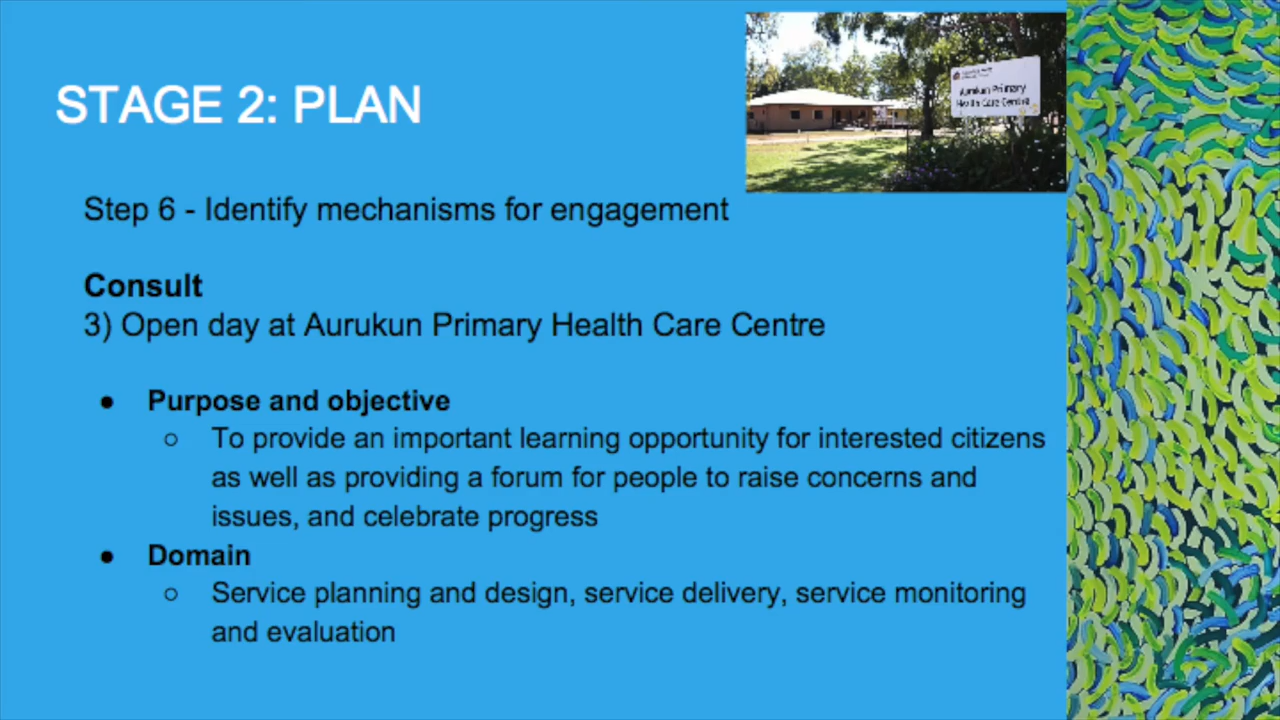 STAGE 2: PLAN
Aurukun Primary
Health Care Centre
Step 6 - Identify mechanisms for engagement
Consult
3) Open day at Aurukun Primary Health Care Centre
● Purpose and objective
○ To provide an important learning opportunity for interested citizens
as well as providing a forum for people to raise concerns and
issues, and celebrate progress
● Domain
○ Service planning and design, service delivery, service monitoring
and evaluation